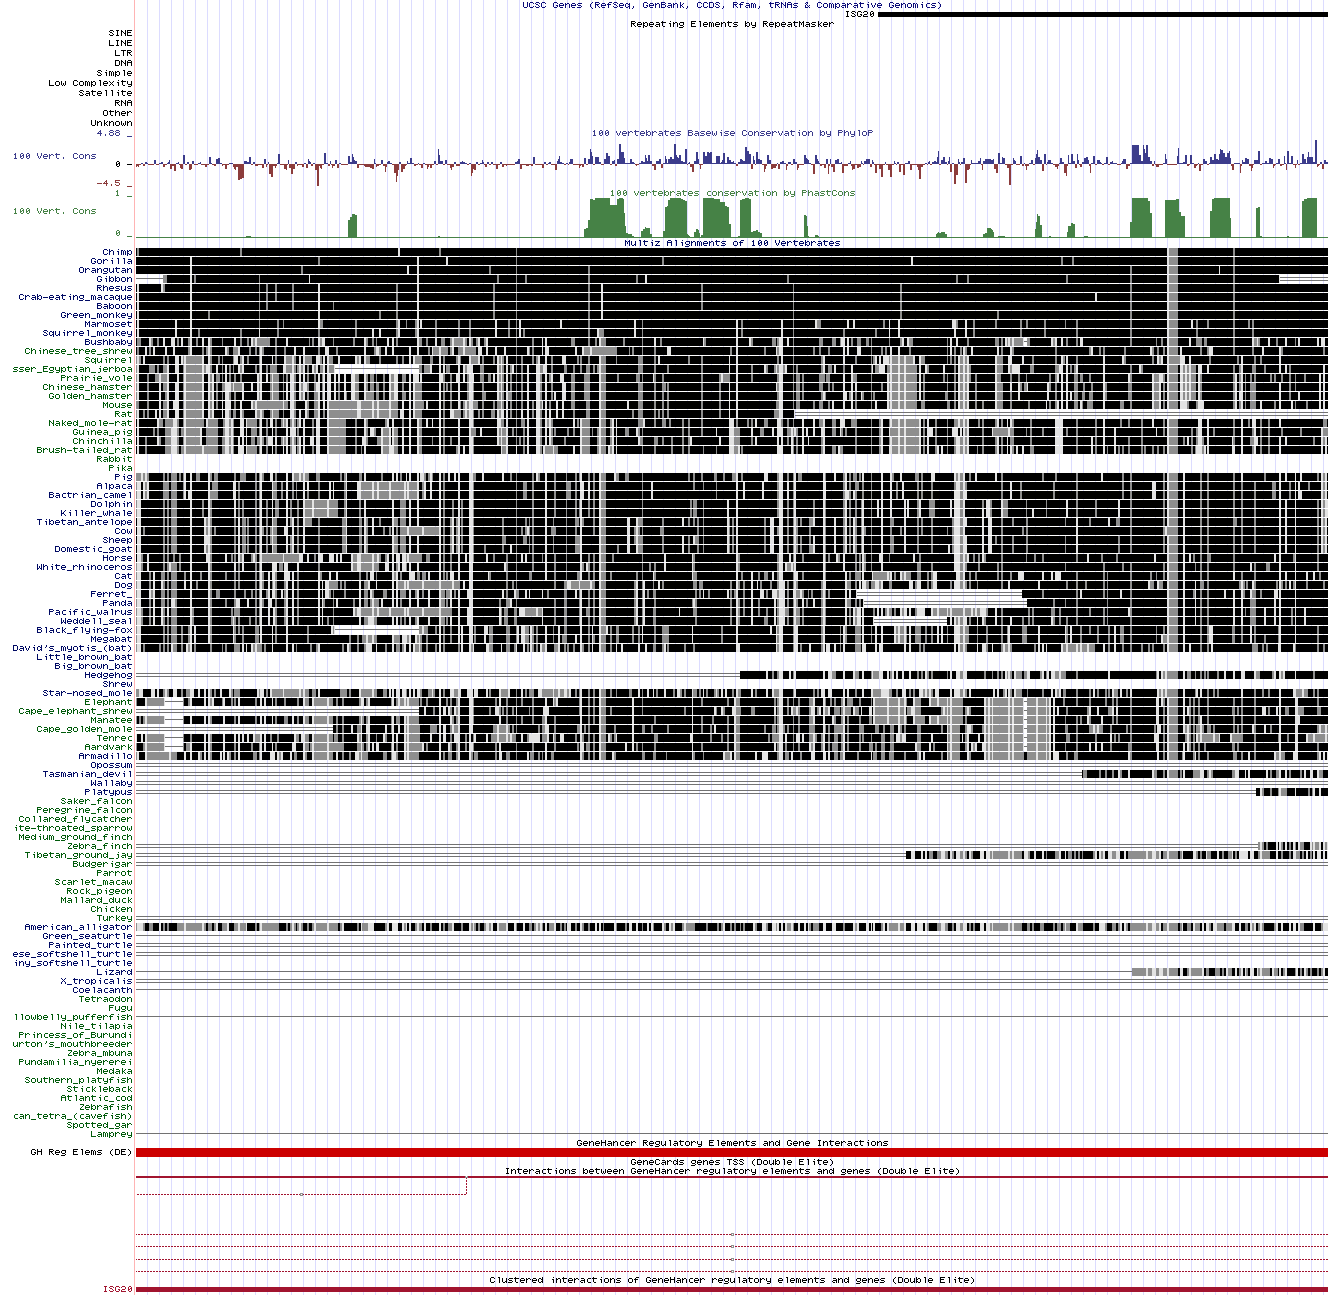 UCSC Genes (RefSeq, GenBank, CCDS, Rfam, tRNAs & Comparative Genomics)
ISG20
Repeating Elements by RepeatMasker
SINE
LINE
LTR
DNA
Simple
Low Complexity
Satellite
RNA
Other
Unknown
4.88 _
100 vertebrates Basewise Conservation by PhyloP
100 Vert. Cons
0 -
-4.5 _
1 _
100 vertebrates conservation by PhastCons
100 Vert. Cons
0 _
Multiz Alignments of 100 Vertebrates
Chimp
Gorilla
Orangutan
Gibbon
Rhesus
Crab-eating_macaque
Baboon
Green_monkey
Marmoset
Squirrel_monkey
Bushbaby
Chinese_tree_shrew
Squirrel
sser_Egyptian_jerboa
Prairie_vole
Chinese_hamster
Golden_hamster
Mouse
Rat
Naked_mole-rat
Guinea_pig
Chinchilla
Brush-tailed_rat
Rabbit
Pika
Pig
Alpaca
Bactrian_camel
Dolphin
Killer_whale
Tibetan_antelope
Cow
Sheep
Domestic_goat
Horse
White_rhinoceros
Cat
Dog
Ferret_
Panda
Pacific_walrus
Weddell_seal
Black_flying-fox
Megabat
David's_myotis_(bat)
Little_brown_bat
Big_brown_bat
Hedgehog
Shrew
Star-nosed_mole
Elephant
Cape_elephant_shrew
Manatee
Cape_golden_mole
Tenrec
Aardvark
Armadillo
Opossum
Tasmanian_devil
Wallaby
Platypus
Saker_falcon
Peregrine_falcon
Collared_flycatcher
ite-throated_sparrow
Medium_ground_finch
Zebra_finch
Tibetan_ground_jay
Budgerigar
Parrot
Scarlet_macaw
Rock_pigeon
Mallard_duck
Chicken
Turkey
American_alligator
Green_seaturtle
Painted_turtle
ese_softshell_turtle
iny_softshell_turtle
Lizard
X_tropicalis
Coelacanth
Tetraodon
Fugu
llowbelly_pufferfish
Nile_tilapia
Princess_of_Burundi
urton's_mouthbreeder
Zebra_mbuna
Pundamilia_nyererei
Medaka
Southern_platyfish
Stickleback
Atlantic_cod
Zebrafish
can_tetra_(cavefish)
Spotted_gar
Lamprey
GeneHancer Regulatory Elements and Gene Interactions
GH Reg Elems (DE)
GeneCards genes TSS (Double Elite)
Interactions between GeneHancer regulatory elements and genes (Double Elite)
Clustered interactions of GeneHancer regulatory elements and genes (Double Elite)
ISG20